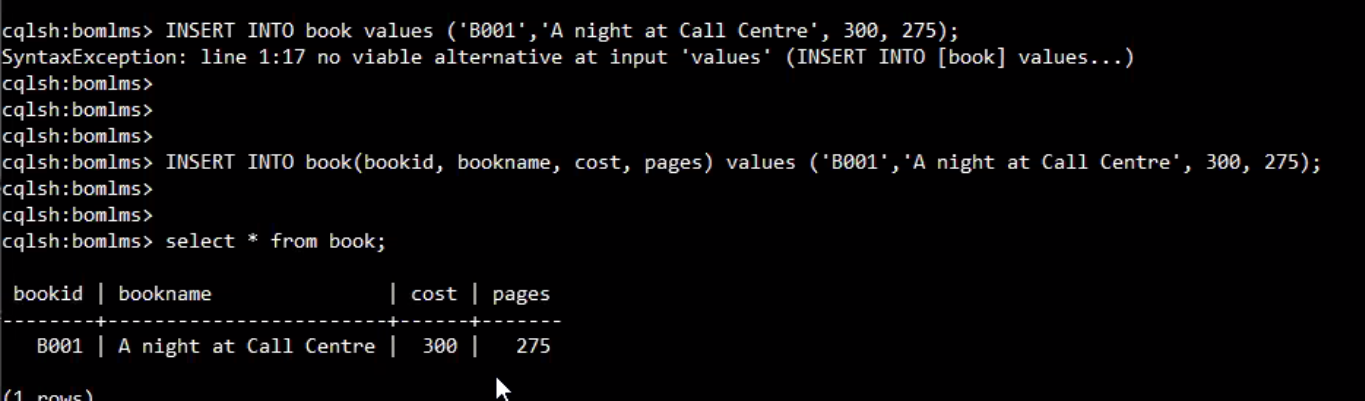 cqlsh:bomlms> INSERT INTO book values ('B001','A night at Call Centre', 300, 275);
SyntaxException: line 1:17 no viable alternative at input 'values' (INSERT INTO [book] values...)
cqlsh:bomlms>
cqlsh:bomlms>
cqlsh:bomlms>
cqlsh:bomlms> INSERT INTO book(bookid, bookname, cost, pages) values ('B001','A night at Call Centre', 300, 275);
cqlsh:bomlms>
cqlsh:bomlms>
cqlsh:bomlms> select * from book;
bookid | bookname | cost | pages
--------+------------------------+------+-------
B001 | A night at Call Centre | 300 | 275
(1 rows)